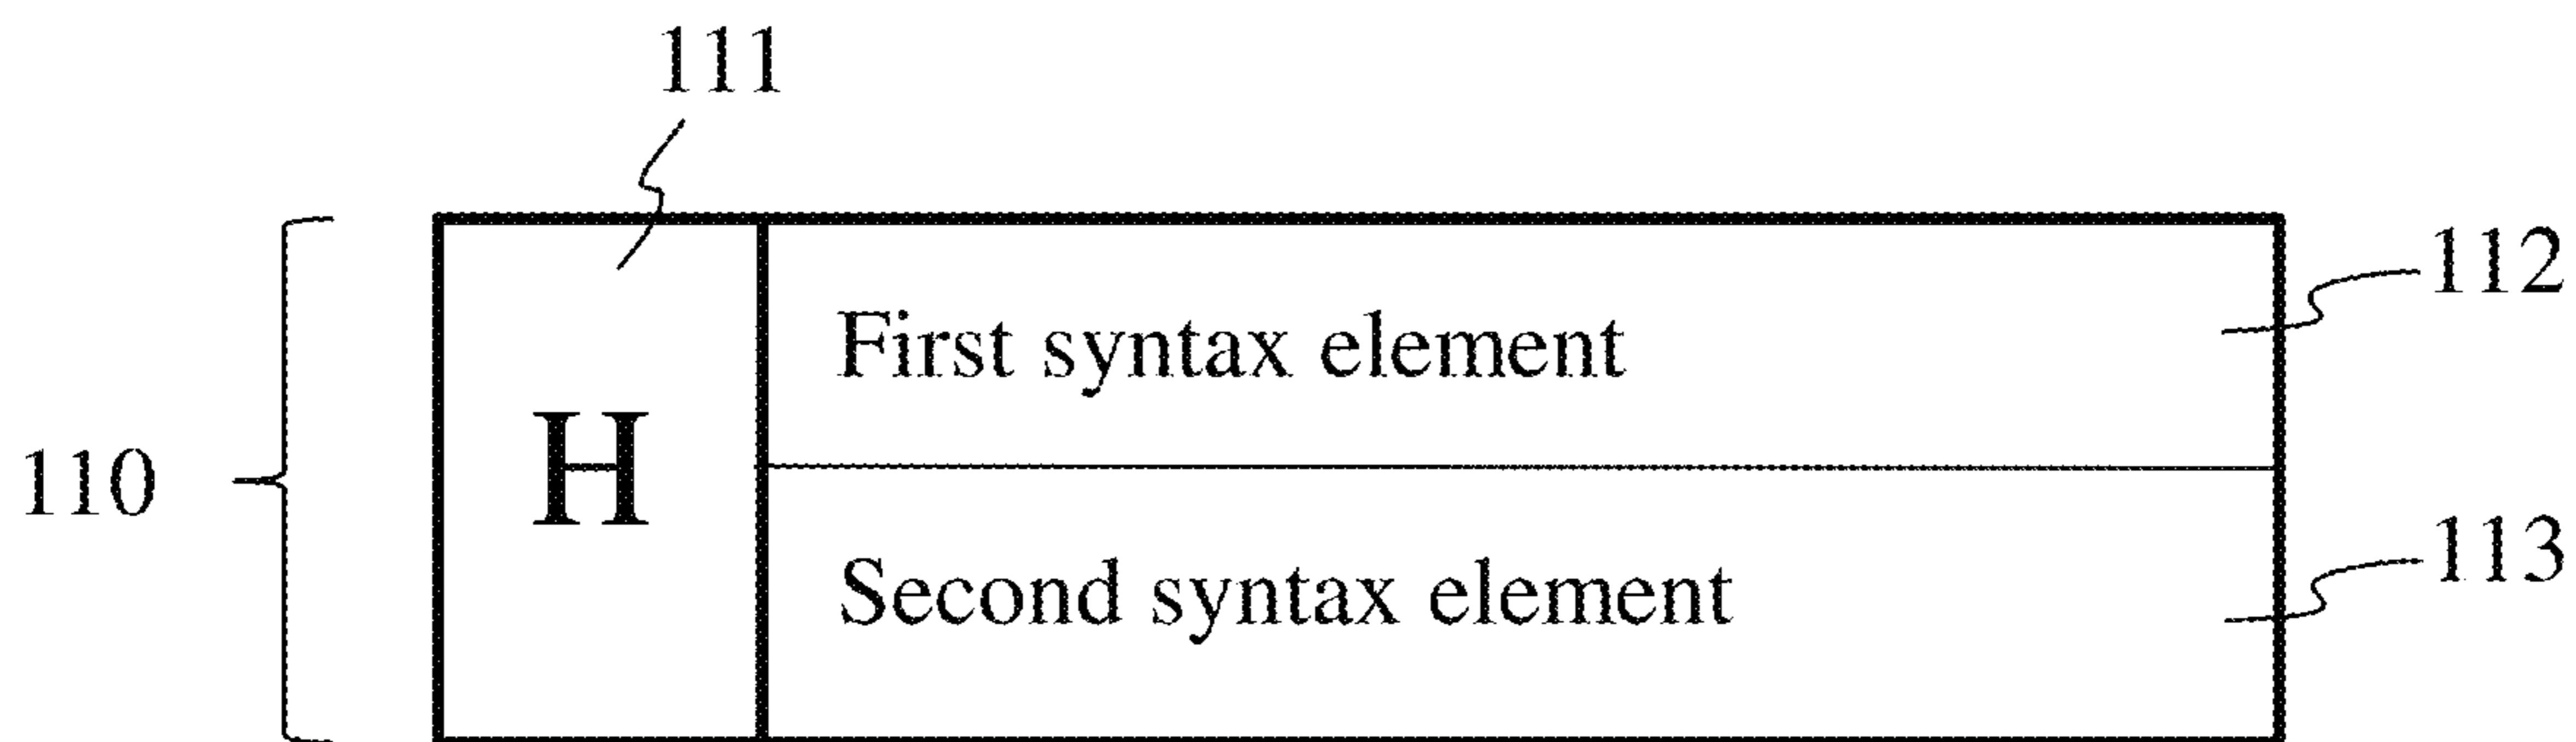 111
112
First syntax element
H
110
113
Second syntax element